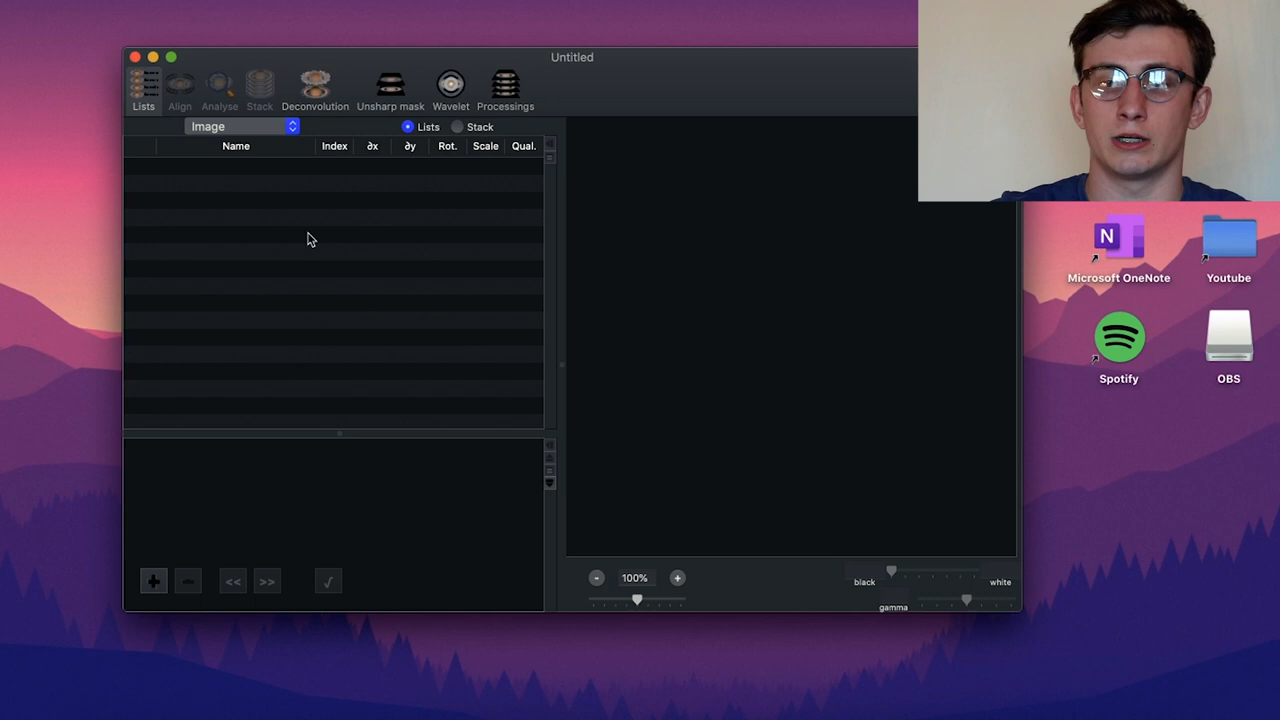 Untitled
Lists Align Analyse Stack Deconvolution Unsharp mask Wavelet Processings
Image Lists Stack
Name Index ∂x ∂y Rot. Scale Qual.
N
Microsoft OneNote Youtube
Spotify OBS
+ - << >> √
- 100% +
black white
gamma